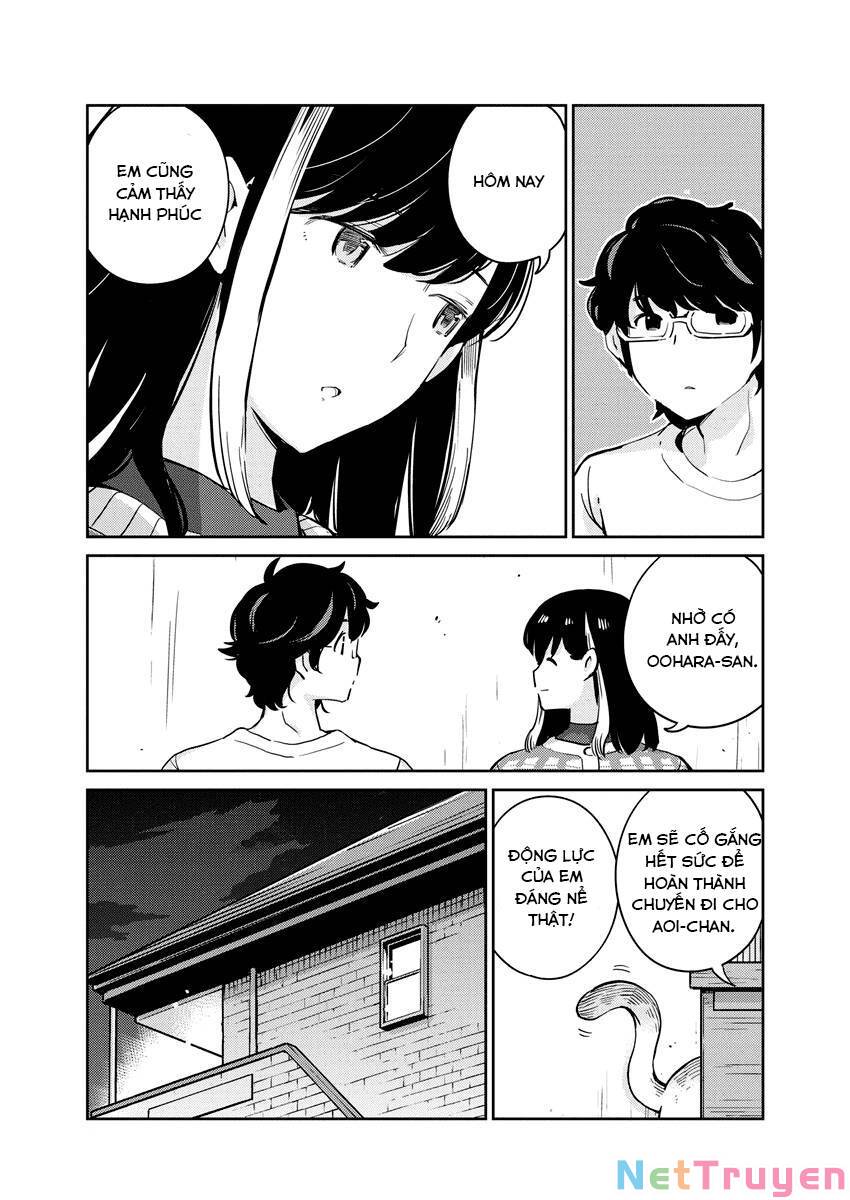 HÔM NAY
EM CŨNG
CẢM THẤY
HẠNH PHÚC
NHỜ CÓ
ANH ĐẤY,
OOHARA-SAN.
EM SẼ CỐ GẮNG
HẾT SỨC ĐỂ
HOÀN THÀNH
CHUYẾN ĐI CHO
AOI-CHAN.
ĐỘNG LỰC
CỦA EM
ĐÁNG NỂ
THẬT!
NetTruyen